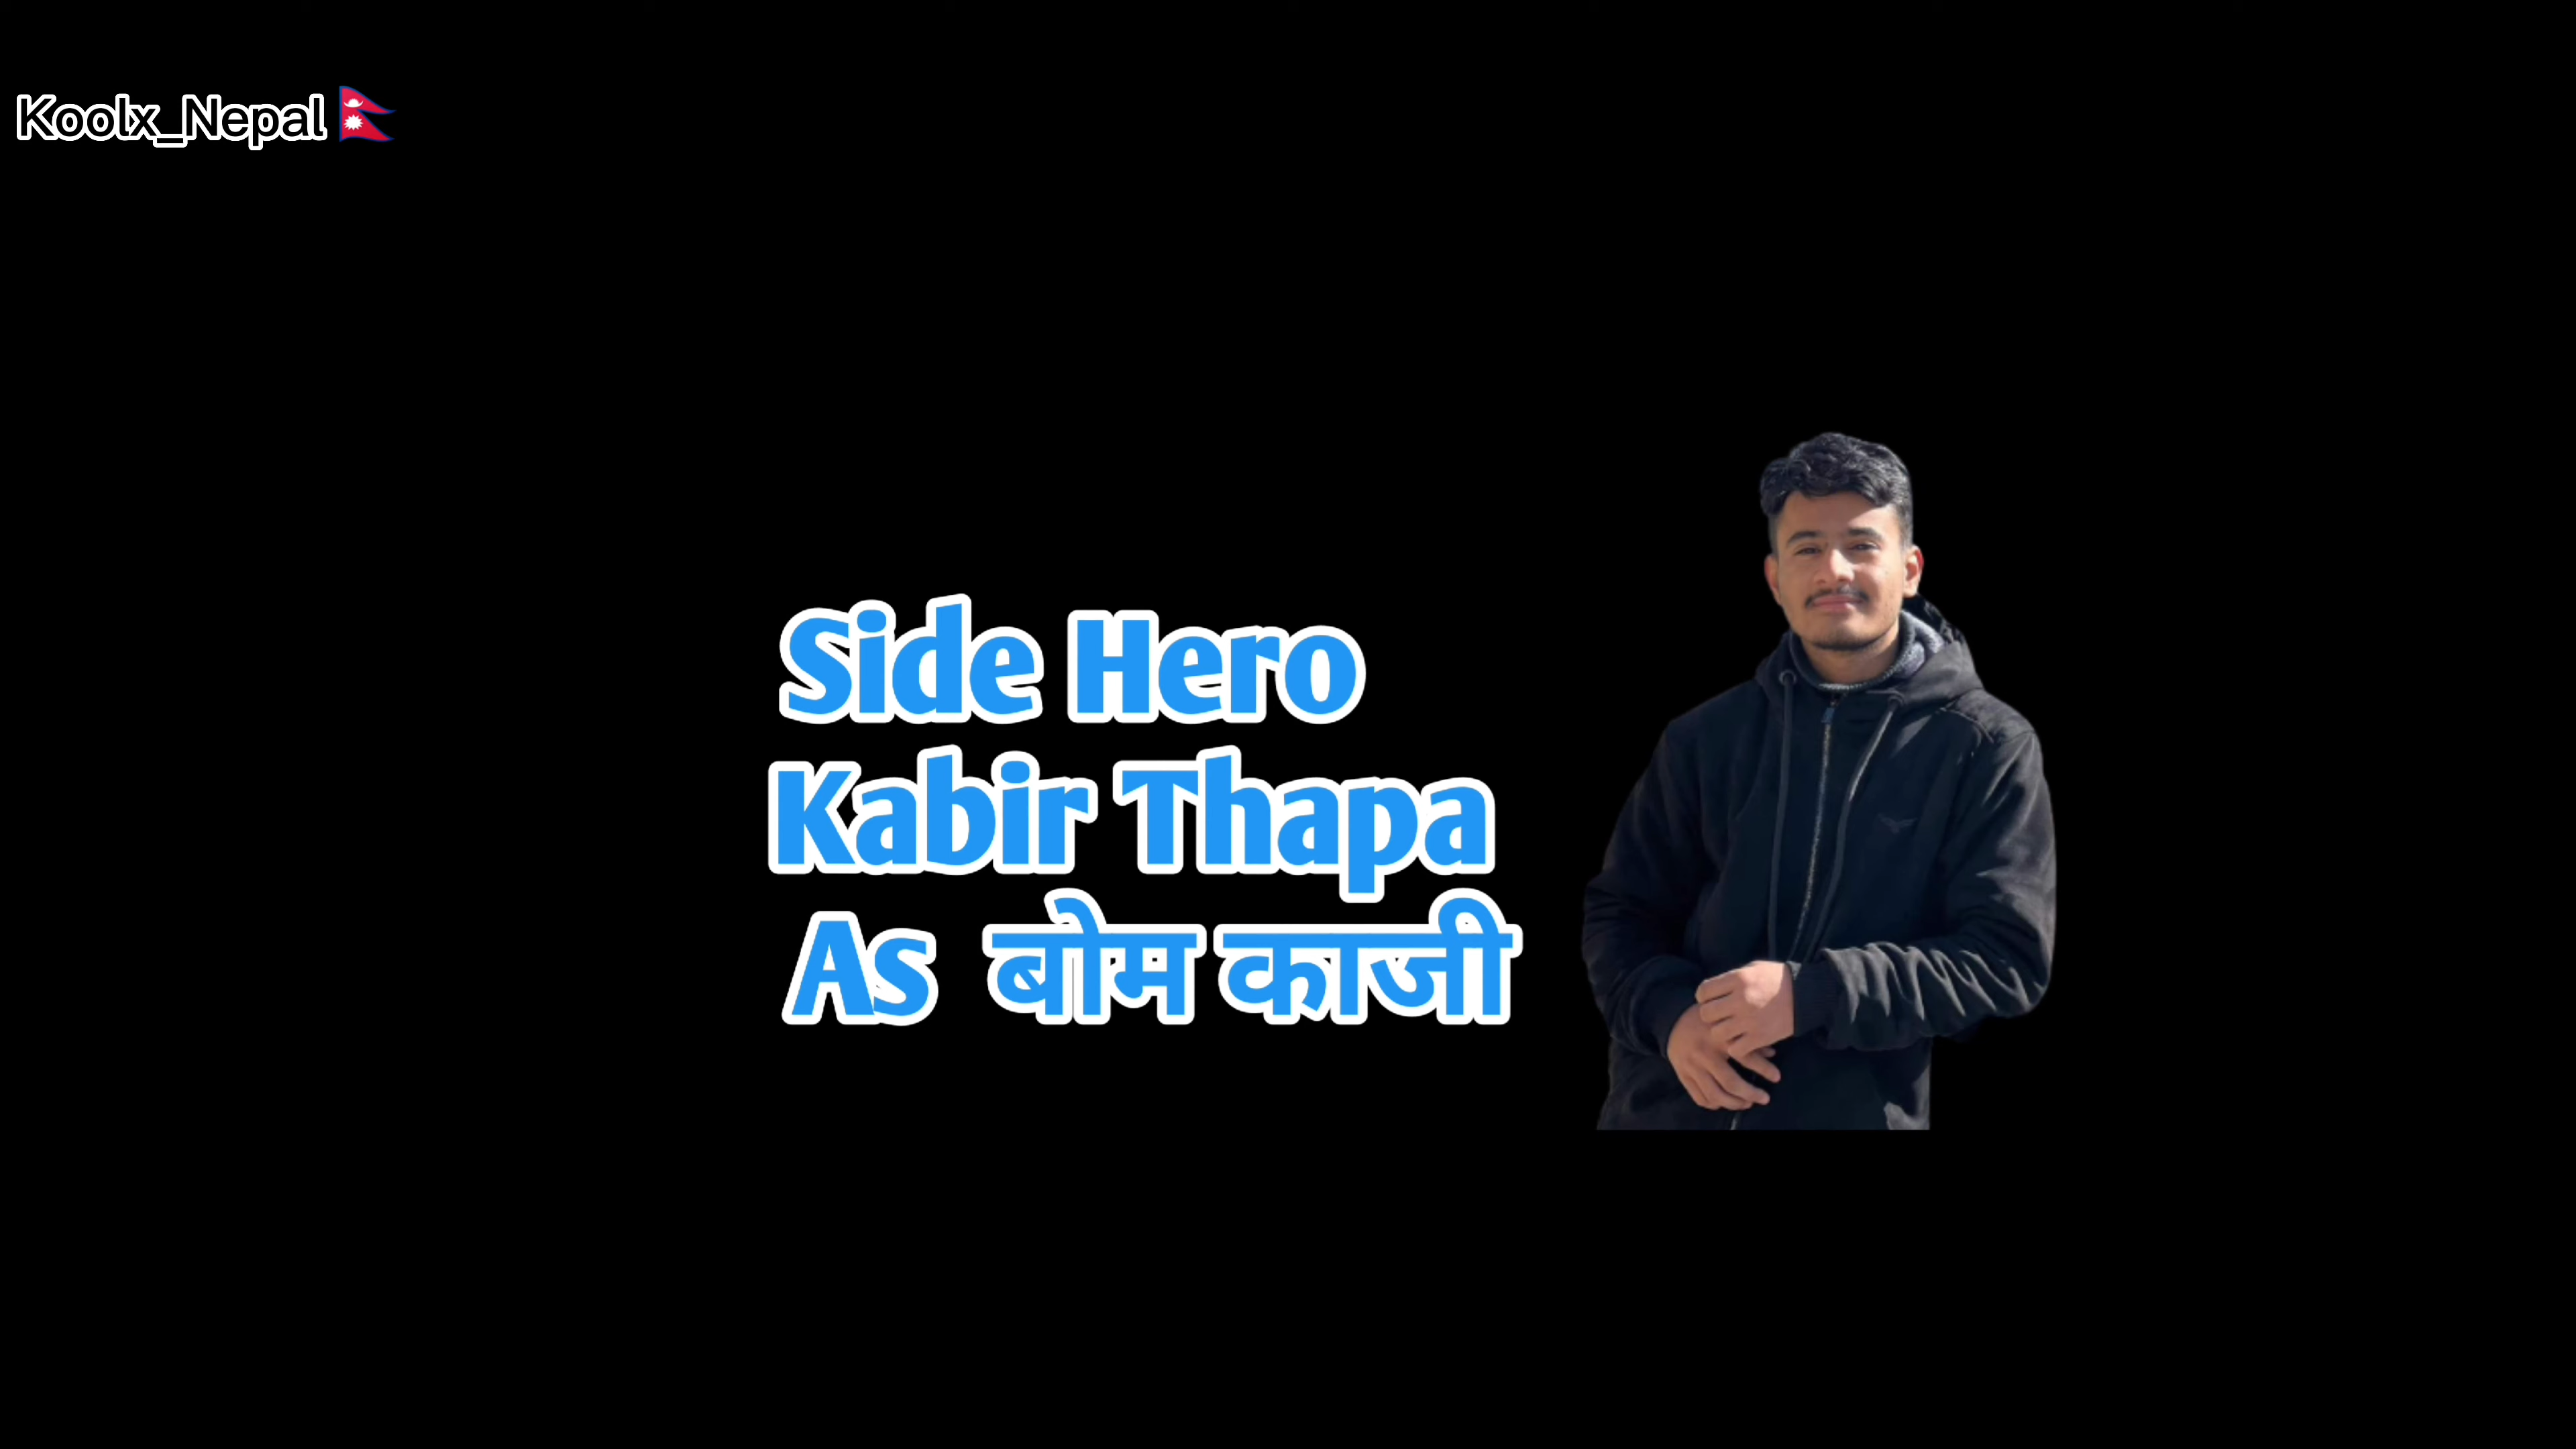 Koolx_Nepal 🇳🇵
Side Hero
Kabir Thapa
As बोम काजी